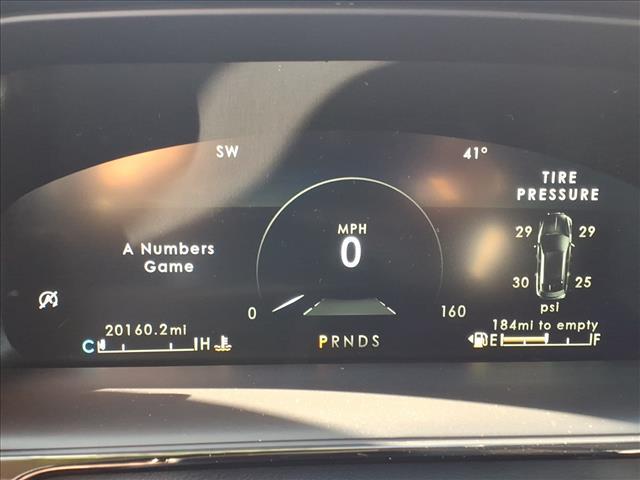 SW
41°
TIRE
PRESSURE
MPH
0
A Numbers
Game
29 29
30 25
psi
0
160
20160.2mi
184mi to empty
C H
PRNDS
E F